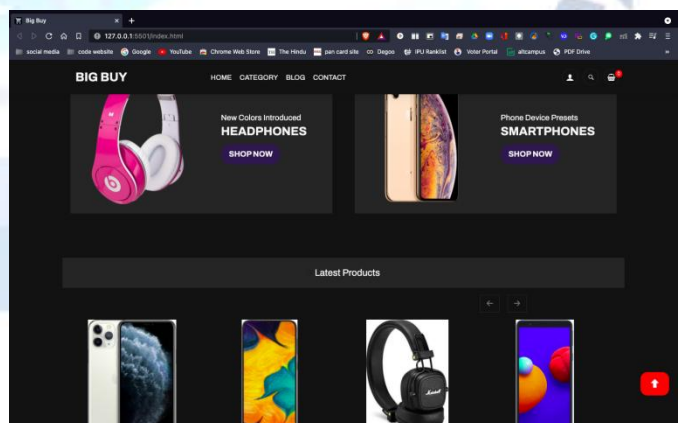 Big Buy
127.0.0.1:5501/index.html
social media code website Google YouTube Chrome Web Store The Hindu pan card site Degoo IPU Ranklist Voter Portal altcampus PDF Drive
BIG BUY HOME CATEGORY BLOG CONTACT
New Colors Introduced
HEADPHONES
SHOP NOW
Phone Device Presets
SMARTPHONES
SHOP NOW
Latest Products
Marshall